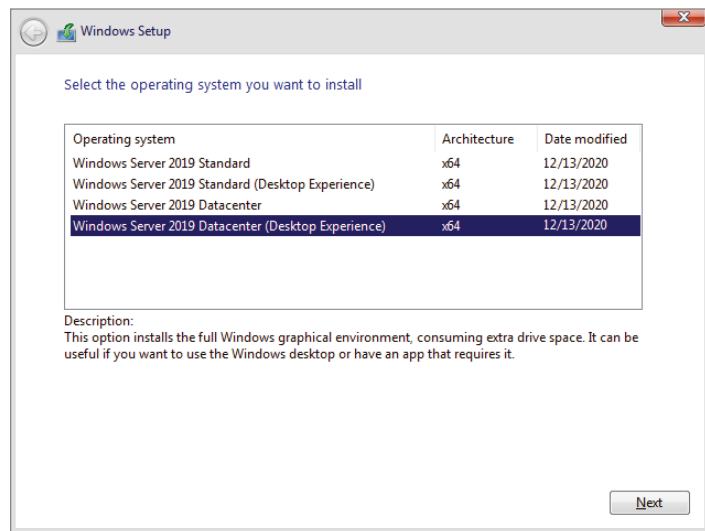 Windows Setup
Select the operating system you want to install
Operating system Architecture Date modified
Windows Server 2019 Standard x64 12/13/2020
Windows Server 2019 Standard (Desktop Experience) x64 12/13/2020
Windows Server 2019 Datacenter x64 12/13/2020
Windows Server 2019 Datacenter (Desktop Experience) x64 12/13/2020
Description:
This option installs the full Windows graphical environment, consuming extra drive space. It can be
useful if you want to use the Windows desktop or have an app that requires it.
Next